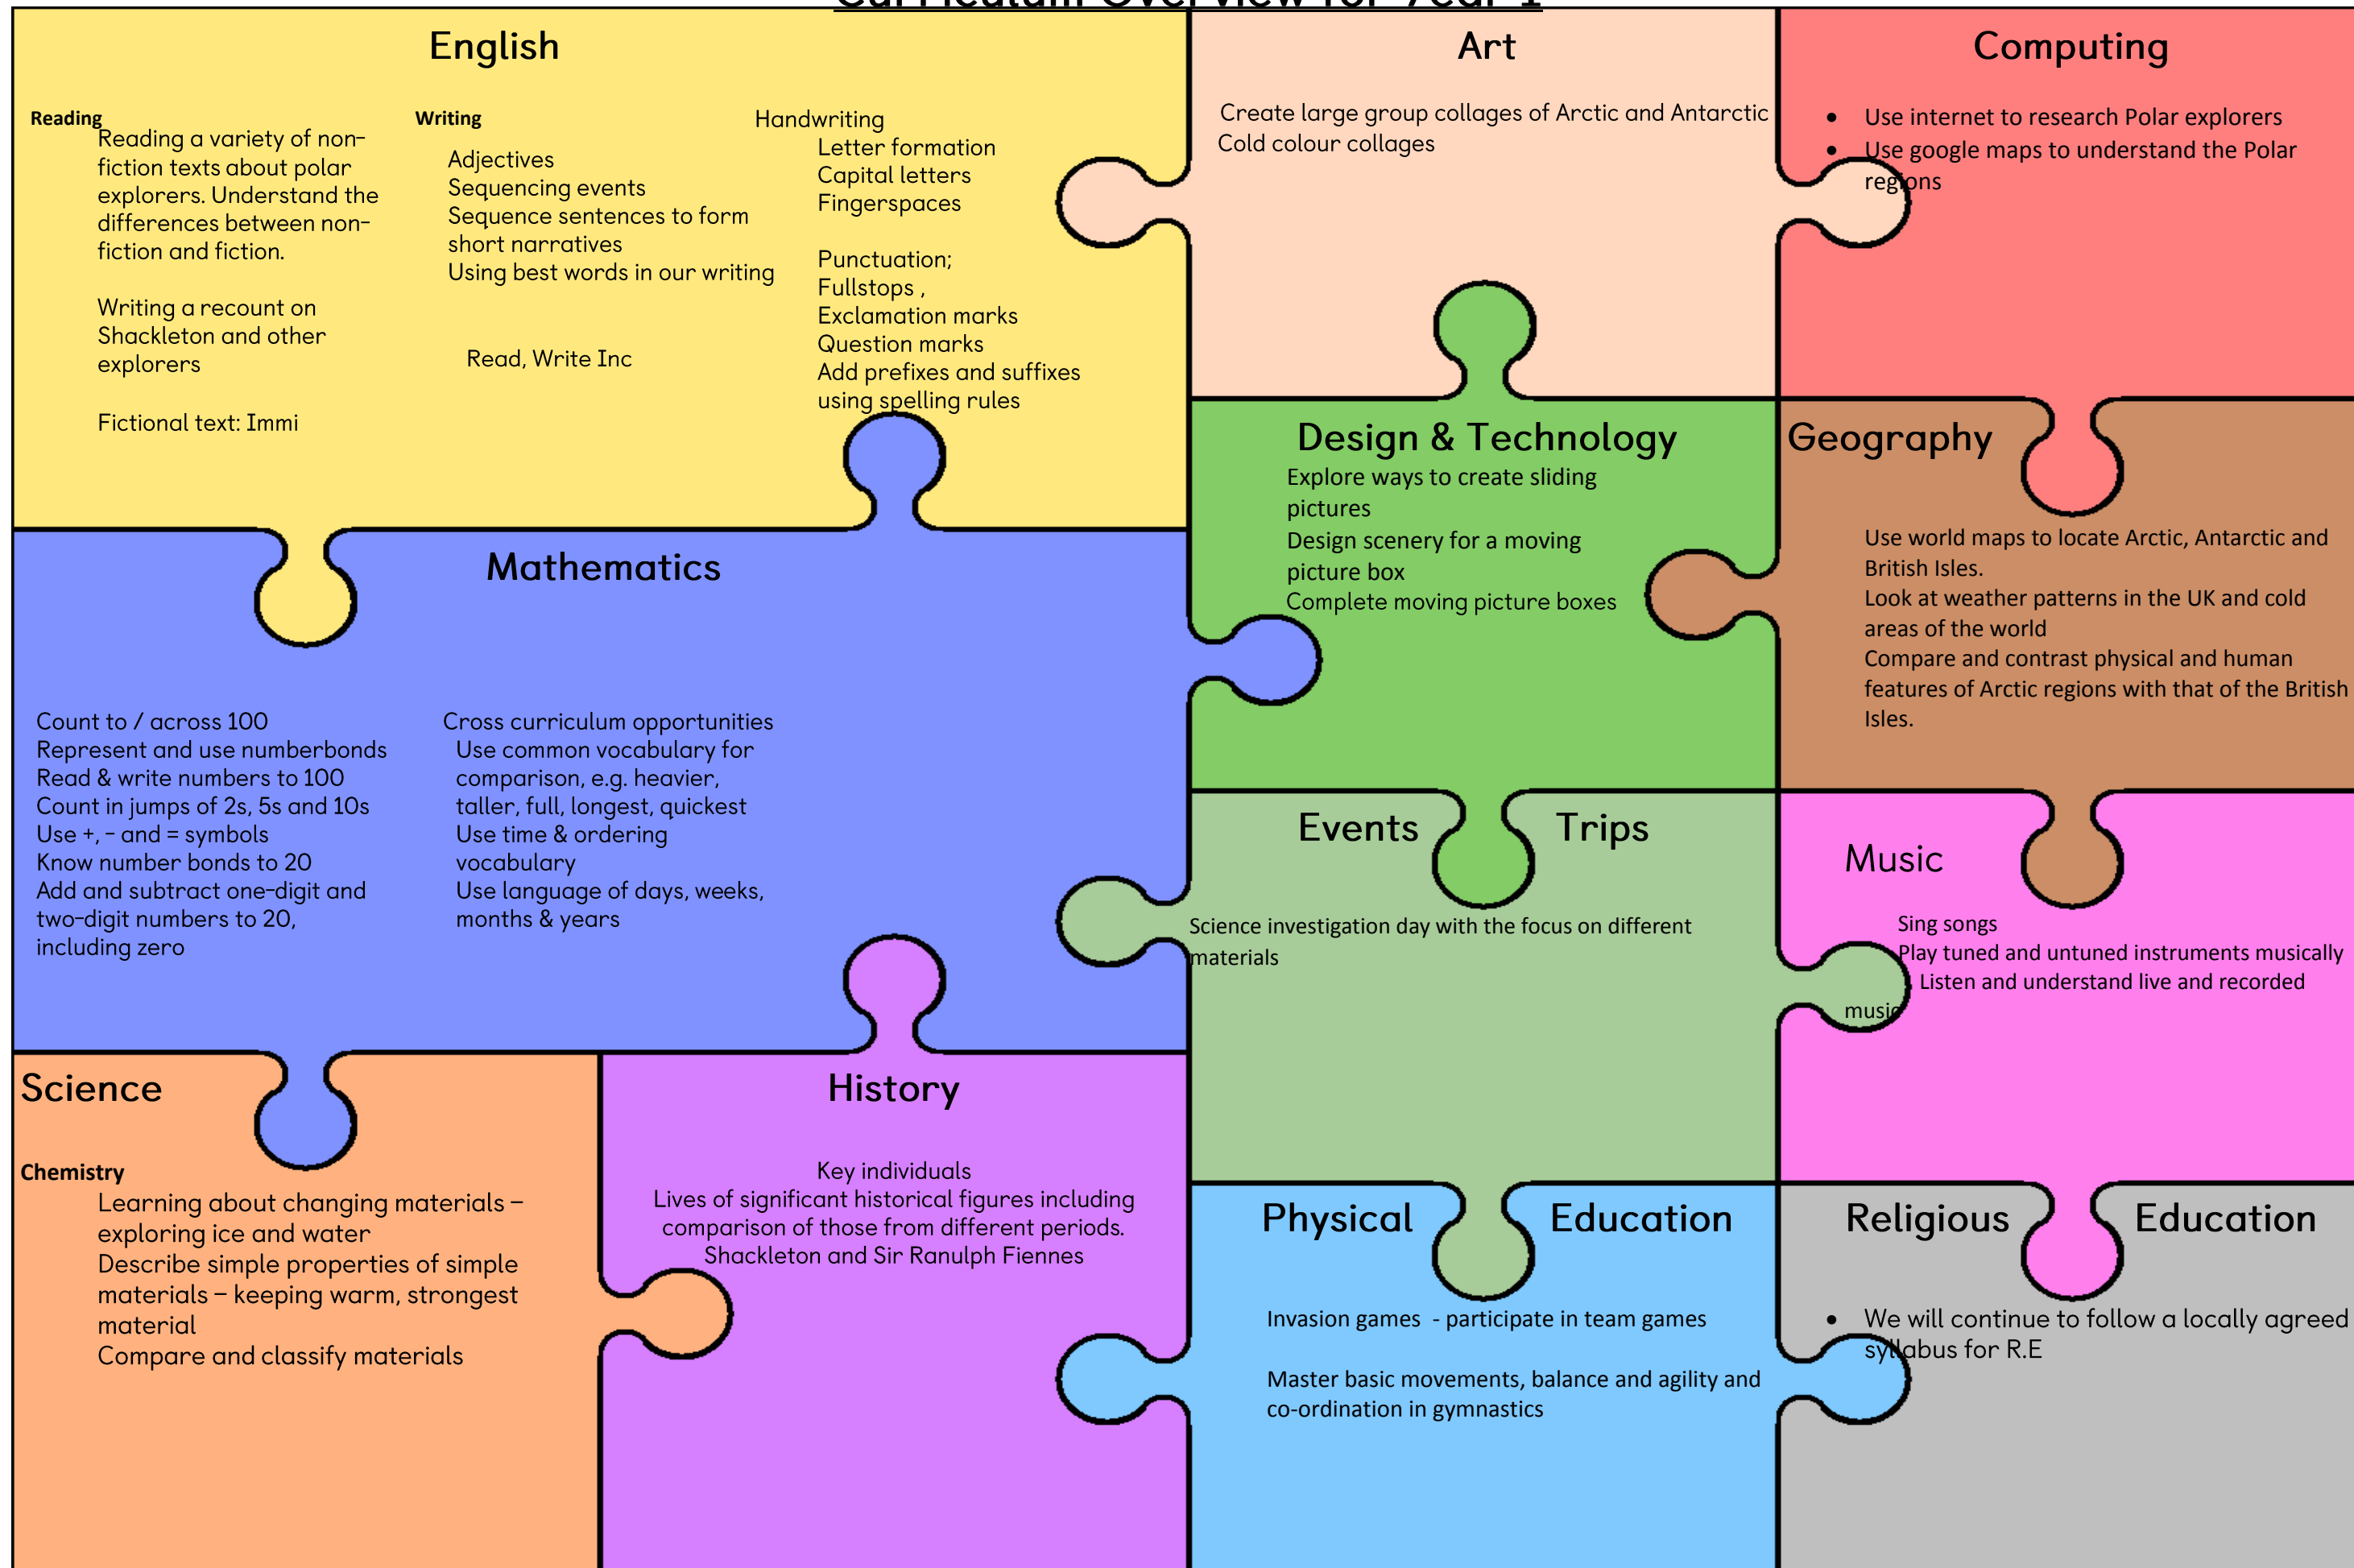 Curriculum Overview for Year 1
English
Reading
Reading a variety of non-
fiction texts about polar
explorers. Understand the
differences between non-
fiction and fiction.
Writing a recount on
Shackleton and other
explorers
Fictional text: Immi
Writing
Adjectives
Sequencing events
Sequence sentences to form
short narratives
Using best words in our writing
Read, Write Inc
Handwriting
Letter formation
Capital letters
Fingerspaces
Punctuation;
Fullstops ,
Exclamation marks
Question marks
Add prefixes and suffixes
using spelling rules
Art
Create large group collages of Arctic and Antarctic
Cold colour collages
Computing
• Use internet to research Polar explorers
• Use google maps to understand the Polar
regions
Mathematics
Count to / across 100
Represent and use numberbonds
Read & write numbers to 100
Count in jumps of 2s, 5s and 10s
Use +, - and = symbols
Know number bonds to 20
Add and subtract one-digit and
two-digit numbers to 20,
including zero
Cross curriculum opportunities
Use common vocabulary for
comparison, e.g. heavier,
taller, full, longest, quickest
Use time & ordering
vocabulary
Use language of days, weeks,
months & years
Design & Technology
Explore ways to create sliding
pictures
Design scenery for a moving
picture box
Complete moving picture boxes
Geography
Use world maps to locate Arctic, Antarctic and
British Isles.
Look at weather patterns in the UK and cold
areas of the world
Compare and contrast physical and human
features of Arctic regions with that of the British
Isles.
Events Trips
Science investigation day with the focus on different
materials
Music
Sing songs
Play tuned and untuned instruments musically
Listen and understand live and recorded
music
Science
Chemistry
Learning about changing materials –
exploring ice and water
Describe simple properties of simple
materials – keeping warm, strongest
material
Compare and classify materials
History
Key individuals
Lives of significant historical figures including
comparison of those from different periods.
Shackleton and Sir Ranulph Fiennes
Physical Education
Invasion games - participate in team games
Master basic movements, balance and agility and
co-ordination in gymnastics
Religious Education
• We will continue to follow a locally agreed
syllabus for R.E